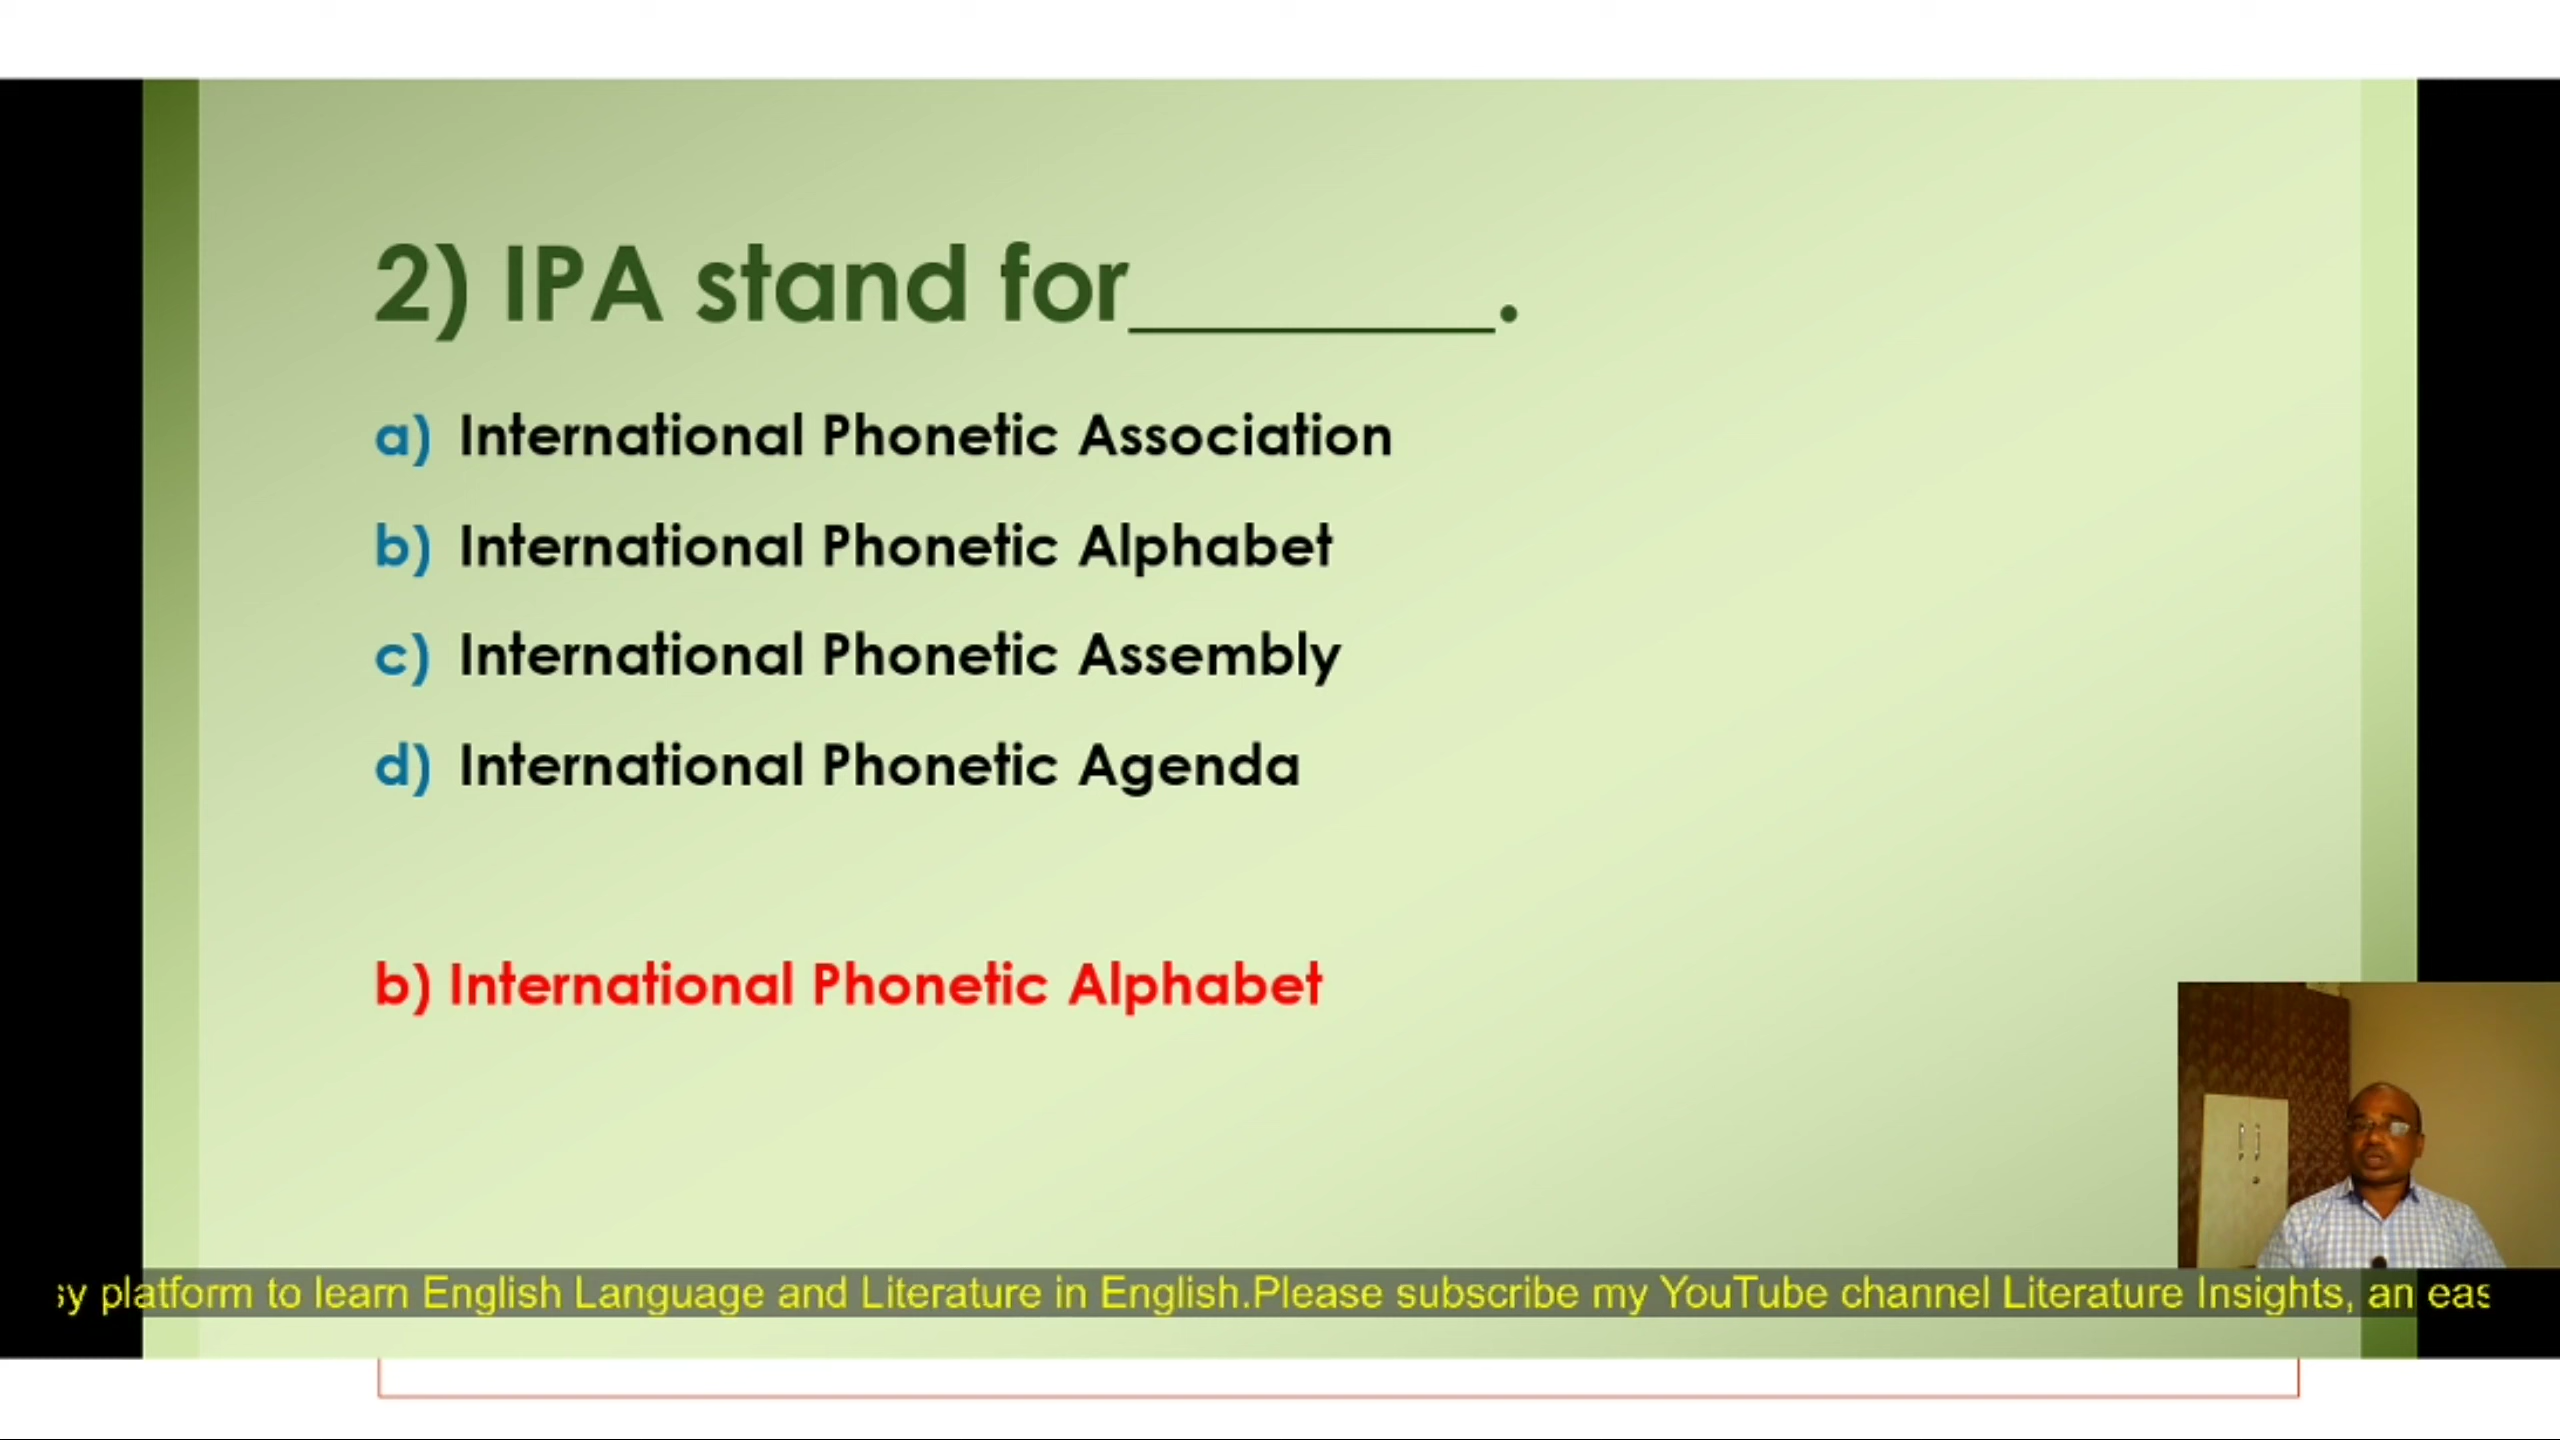 2) IPA stand for_______.
a) International Phonetic Association
b) International Phonetic Alphabet
c) International Phonetic Assembly
d) International Phonetic Agenda
b) International Phonetic Alphabet
platform to learn English Language and Literature in English.Please subscribe my YouTube channel Literature Insights, an